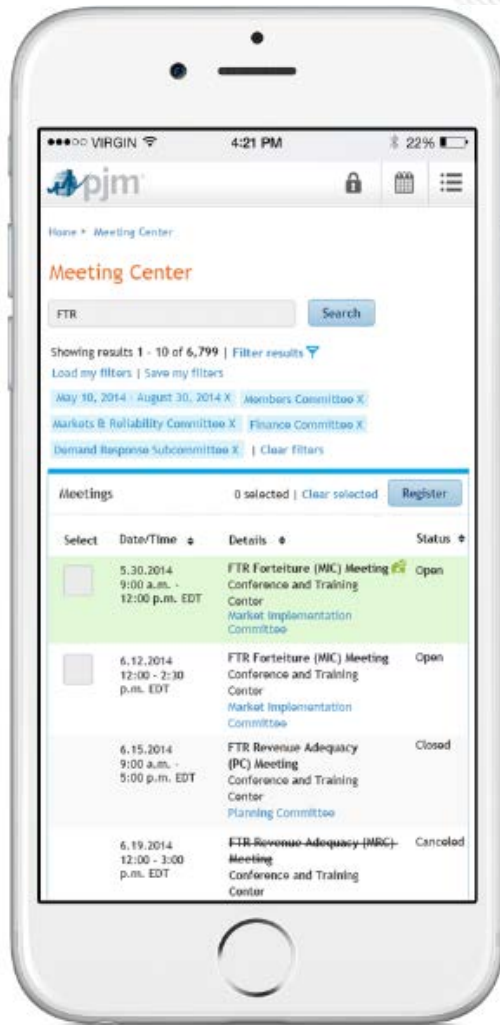 ●●●○○ VIRGIN 4:21 PM 22%
pjm
Home ▸ Meeting Center
Meeting Center
FTR Search
Showing results 1 - 10 of 6,799 | Filter results
Load my filters | Save my filters
May 10, 2014 - August 30, 2014 X Members Committee X
Markets & Reliability Committee X Finance Committee X
Demand Response Subcommittee X | Clear filters
Meetings 0 selected | Clear selected Register
Select Date/Time Details Status
5.30.2014 FTR Forteiture (MIC) Meeting Open
9:00 a.m. - Conference and Training
12:00 p.m. EDT Center
Market Implementation
Committee
6.12.2014 FTR Forteiture (MIC) Meeting Open
12:00 - 2:30 Conference and Training
p.m. EDT Center
Market Implementation
Committee
6.15.2014 FTR Revenue Adequacy Closed
9:00 a.m. - (PC) Meeting
5:00 p.m. EDT Conference and Training
Center
Planning Committee
6.19.2014 FTR Revenue Adequacy (MRC) Canceled
12:00 - 3:00 Meeting
p.m. EDT Conference and Training
Center